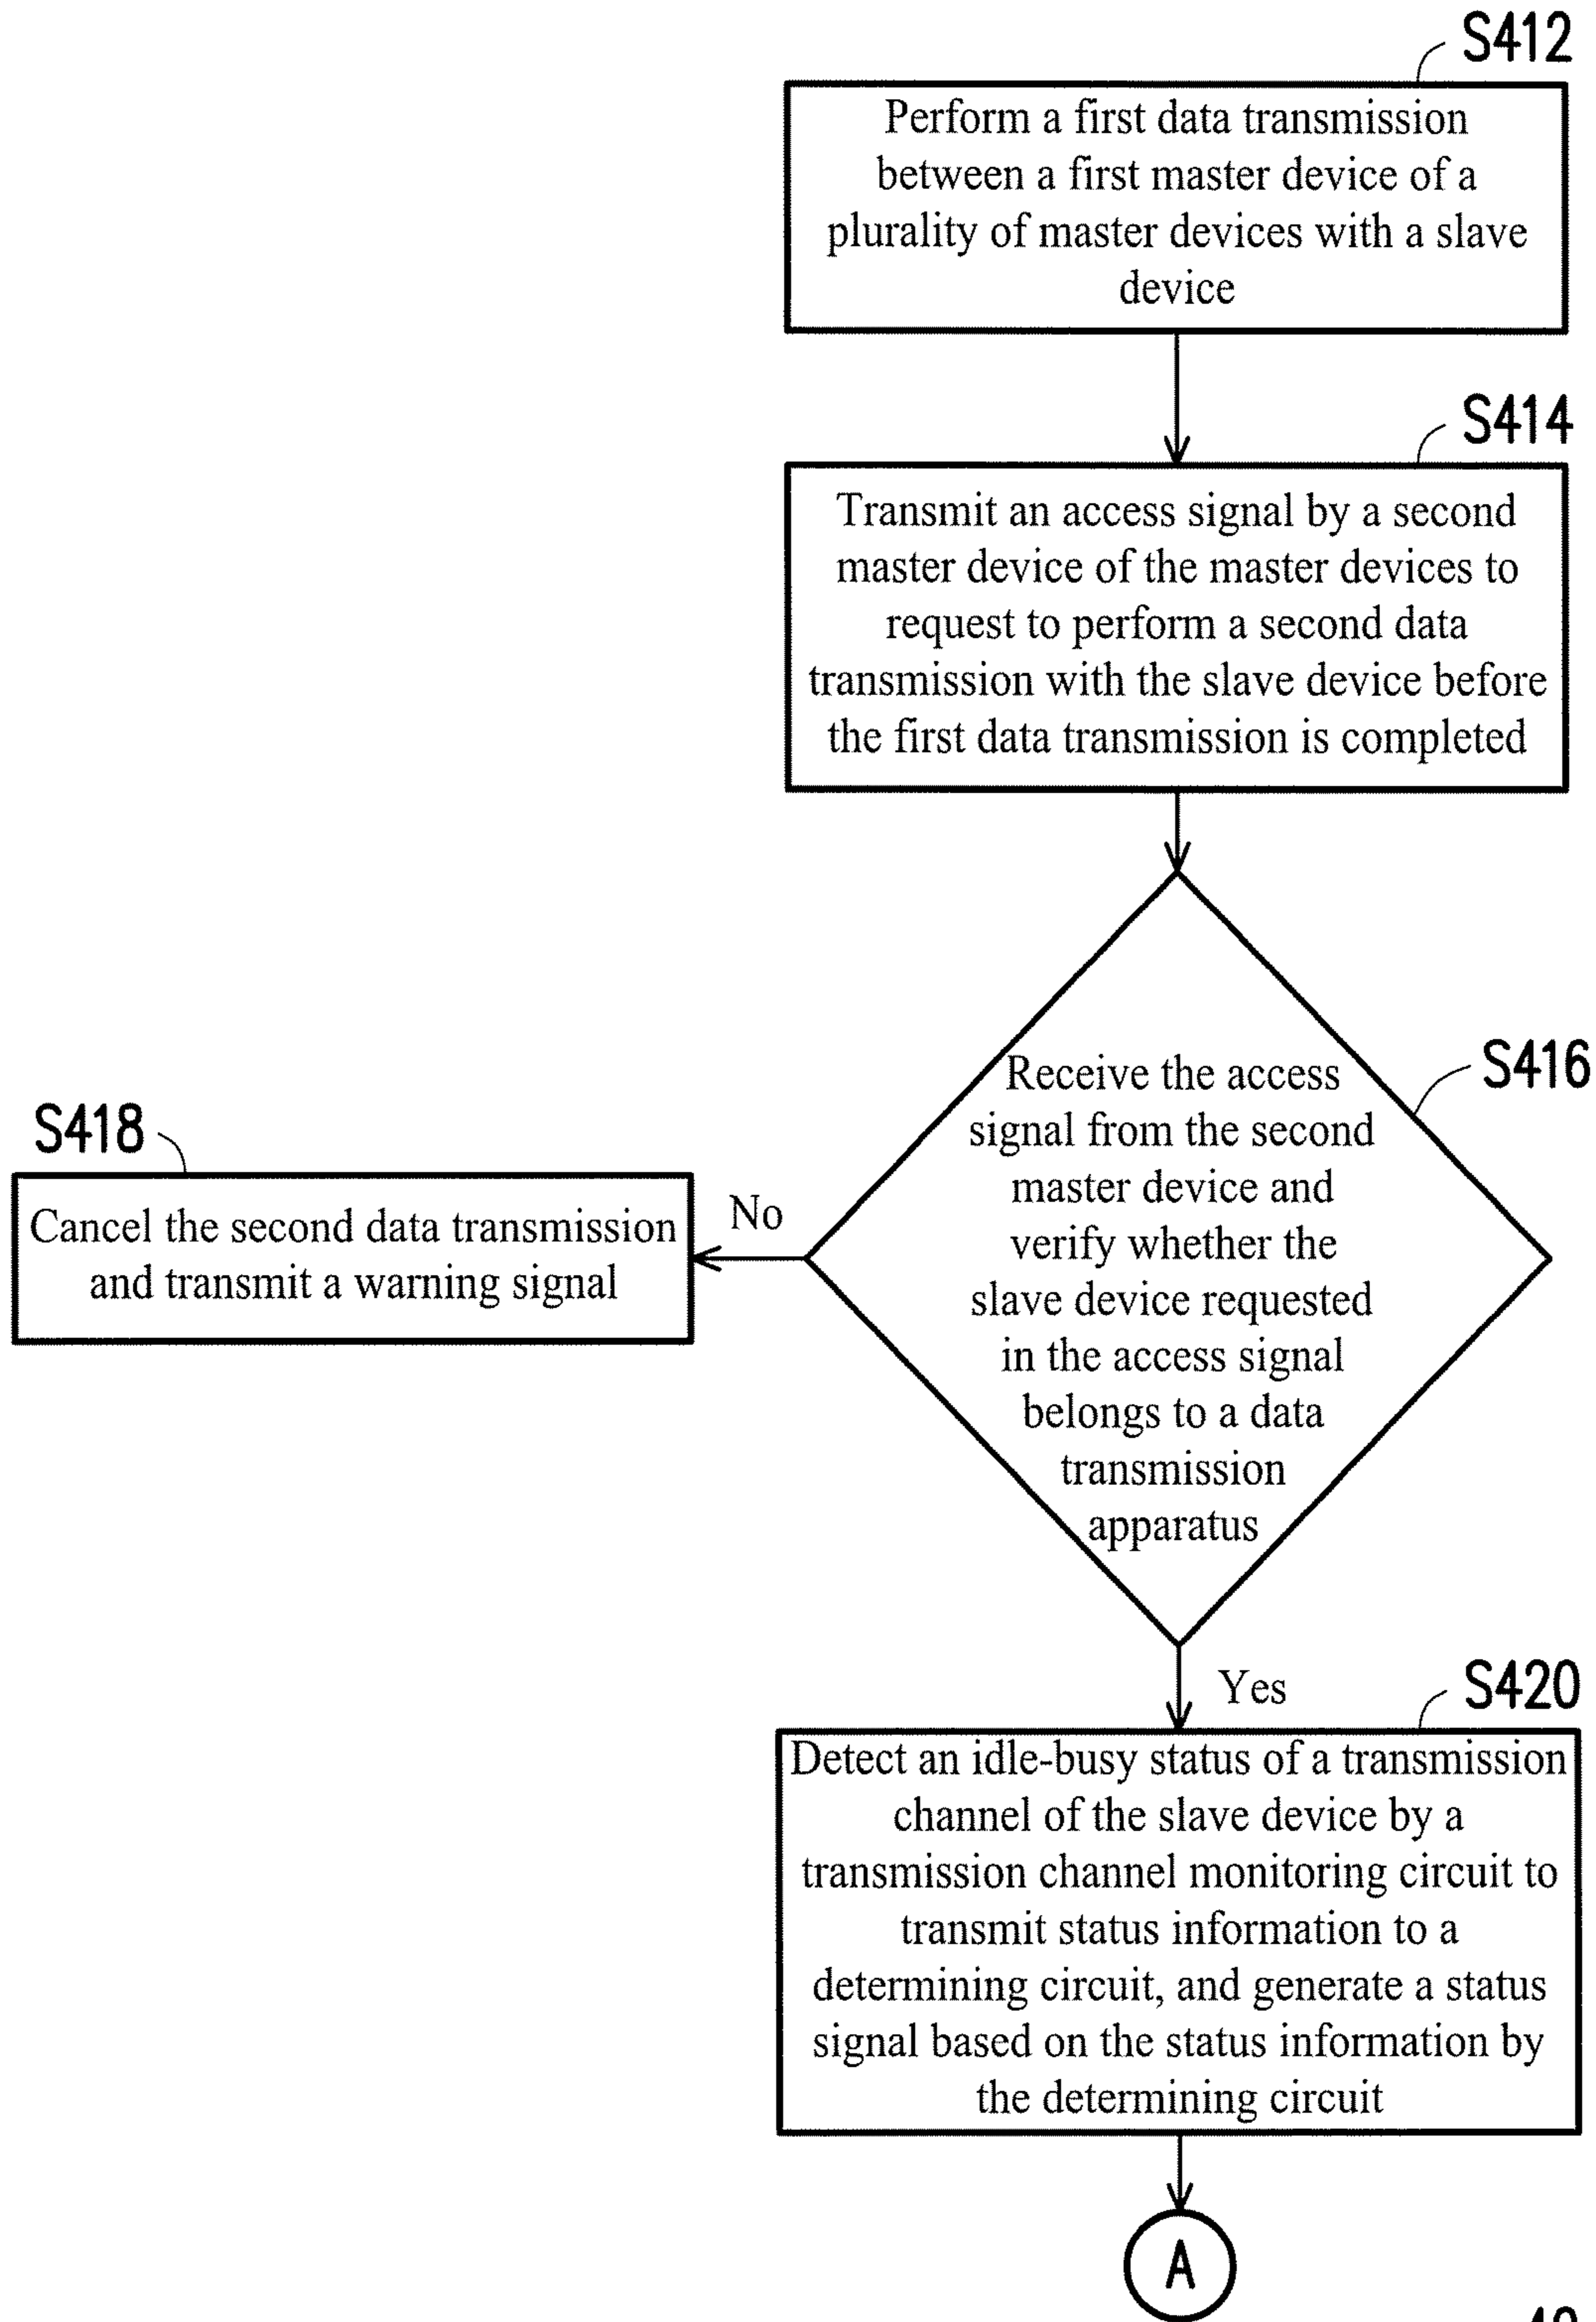 S412
Perform a first data transmission
between a first master device of a
plurality of master devices with a slave
device
S414
Transmit an access signal by a second
master device of the master devices to
request to perform a second data
transmission with the slave device before
the first data transmission is completed
S416
Receive the access
signal from the second
master device and
verify whether the
slave device requested
in the access signal
belongs to a data
transmission
apparatus
S418
No
Cancel the second data transmission
and transmit a warning signal
Yes
S420
Detect an idle-busy status of a transmission
channel of the slave device by a
transmission channel monitoring circuit to
transmit status information to a
determining circuit, and generate a status
signal based on the status information by
the determining circuit
A